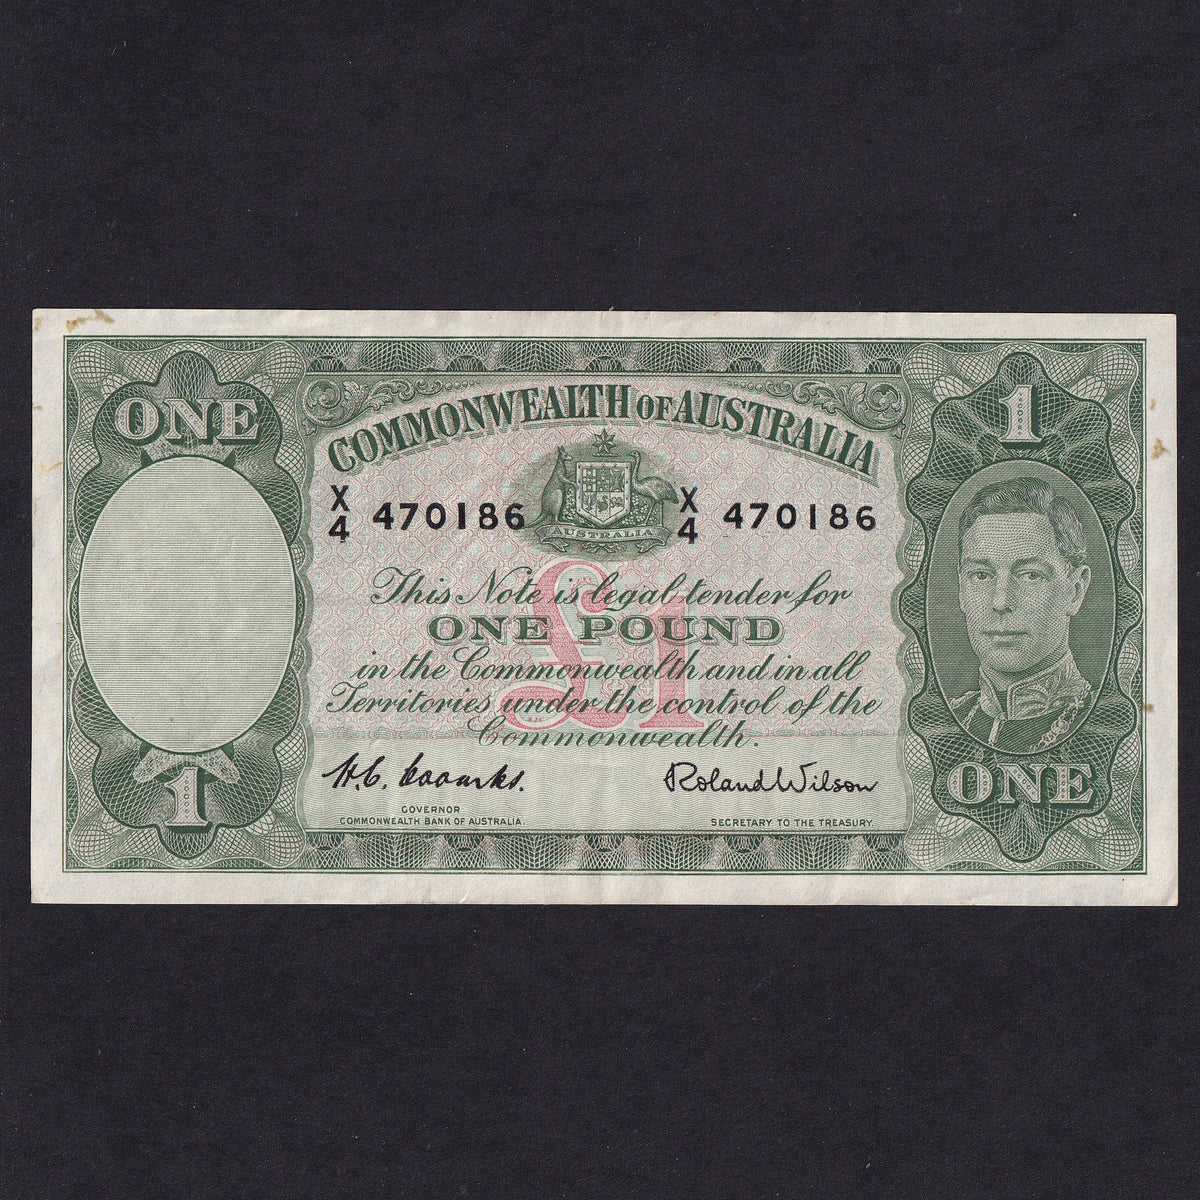 ONE
1
COMMONWEALTH OF AUSTRALIA
X/4 470186
X/4 470186
AUSTRALIA
This Note is legal tender for
ONE POUND
£1
in the Commonwealth and in all
Territories under the control of the
Commonwealth.
H.C. Coombs.
Roland Wilson
GOVERNOR
COMMONWEALTH BANK OF AUSTRALIA.
SECRETARY TO THE TREASURY.
1
ONE